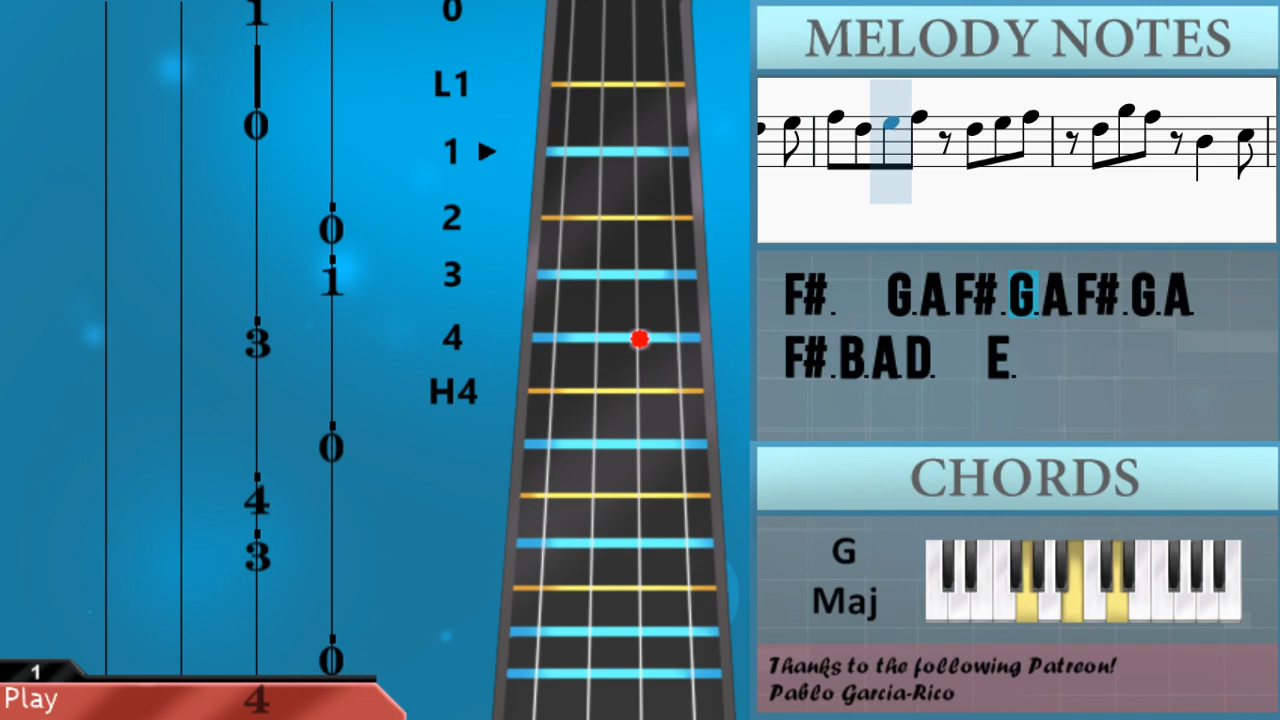 1
0
0
1
3
0
4
3
0
4
1
Play
0
L1
1
2
3
4
H4
MELODY NOTES
F#. G.A.F#.G.A.F#.G.A.
F#.B.A.D. E.
CHORDS
G
Maj
Thanks to the following Patreon!
Pablo Garcia-Rico